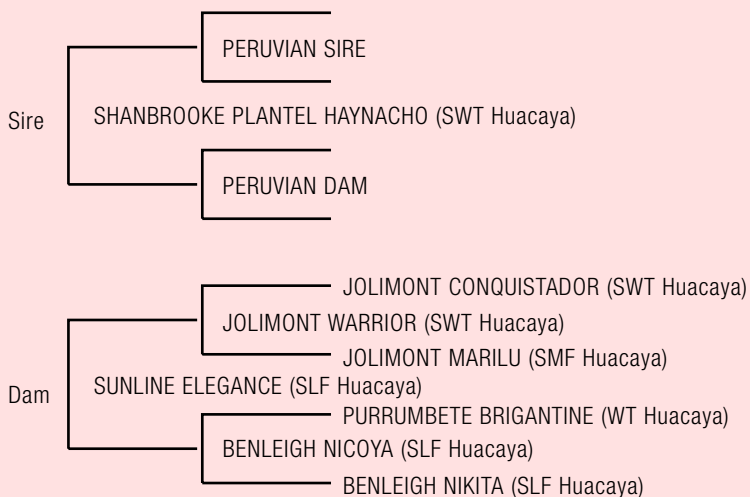 PERUVIAN SIRE
Sire
SHANBROOKE PLANTEL HAYNACHO (SWT Huacaya)
PERUVIAN DAM
JOLIMONT CONQUISTADOR (SWT Huacaya)
JOLIMONT WARRIOR (SWT Huacaya)
JOLIMONT MARILU (SMF Huacaya)
Dam
SUNLINE ELEGANCE (SLF Huacaya)
PURRUMBETE BRIGANTINE (WT Huacaya)
BENLEIGH NICOYA (SLF Huacaya)
BENLEIGH NIKITA (SLF Huacaya)